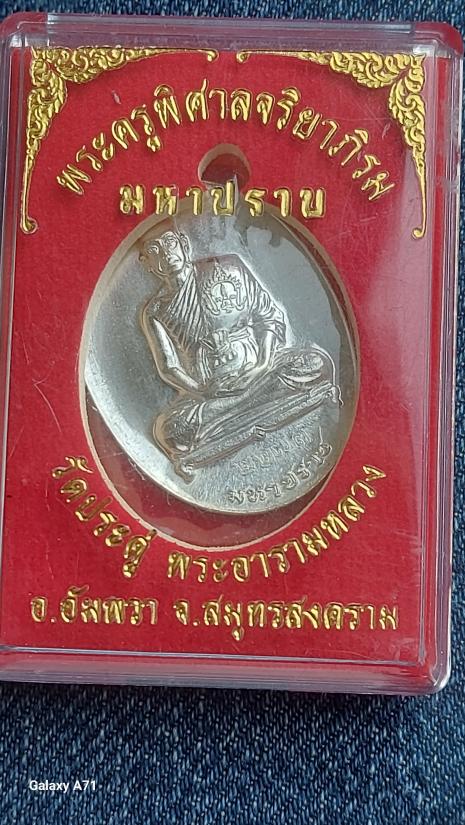 พระครูพิศาลจริยาภิรม
มหาปราบ
มหาปราบ
วัดประดู่ พระอารามหลวง
อ.อัมพวา จ.สมุทรสงคราม
Galaxy A71